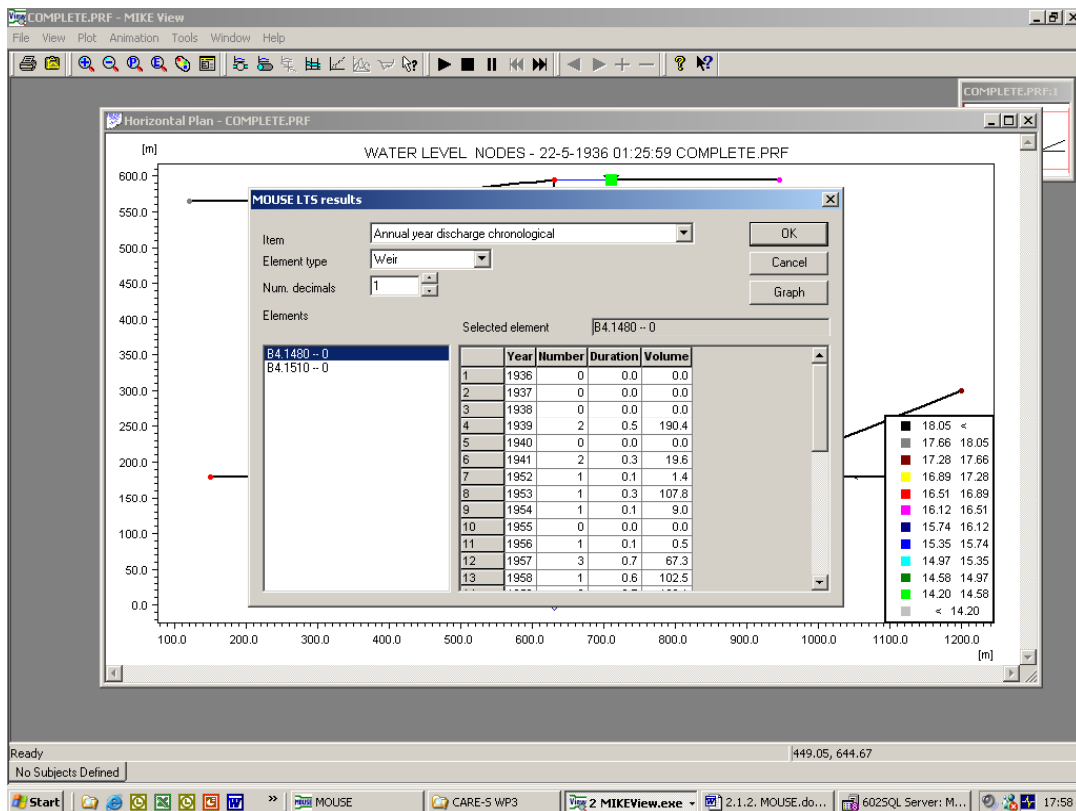 COMPLETE.PRF - MIKE View
File View Plot Animation Tools Window Help
COMPLETE.PRF:1
Horizontal Plan - COMPLETE.PRF
[m] WATER LEVEL NODES - 22-5-1936 01:25:59 COMPLETE.PRF
600.0
550.0
500.0
450.0
400.0
350.0
300.0
250.0
200.0
150.0
100.0
50.0
0.0
100.0 200.0 300.0 400.0 500.0 600.0 700.0 800.0 900.0 1000.0 1100.0 1200.0
[m]
MOUSE LTS results
Item Annual year discharge chronological OK
Element type Weir Cancel
Num. decimals 1 Graph
Elements
Selected element B4.1480 -- 0
B4.1480 -- 0
B4.1510 -- 0
Year Number Duration Volume
1 1936 0 0.0 0.0
2 1937 0 0.0 0.0
3 1938 0 0.0 0.0
4 1939 2 0.5 190.4
5 1940 0 0.0 0.0
6 1941 2 0.3 19.6
7 1952 1 0.1 1.4
8 1953 1 0.3 107.8
9 1954 1 0.1 9.0
10 1955 0 0.0 0.0
11 1956 1 0.1 0.5
12 1957 3 0.7 67.3
13 1958 1 0.6 102.5
18.05 <
17.66 18.05
17.28 17.66
16.89 17.28
16.51 16.89
16.12 16.51
15.74 16.12
15.35 15.74
14.97 15.35
14.58 14.97
14.20 14.58
< 14.20
Ready 449.05, 644.67
No Subjects Defined
Start » MOUSE CARE-S WP3 2 MIKEView.exe 2.1.2. MOUSE.do... 602SQL Server: M... 17:58